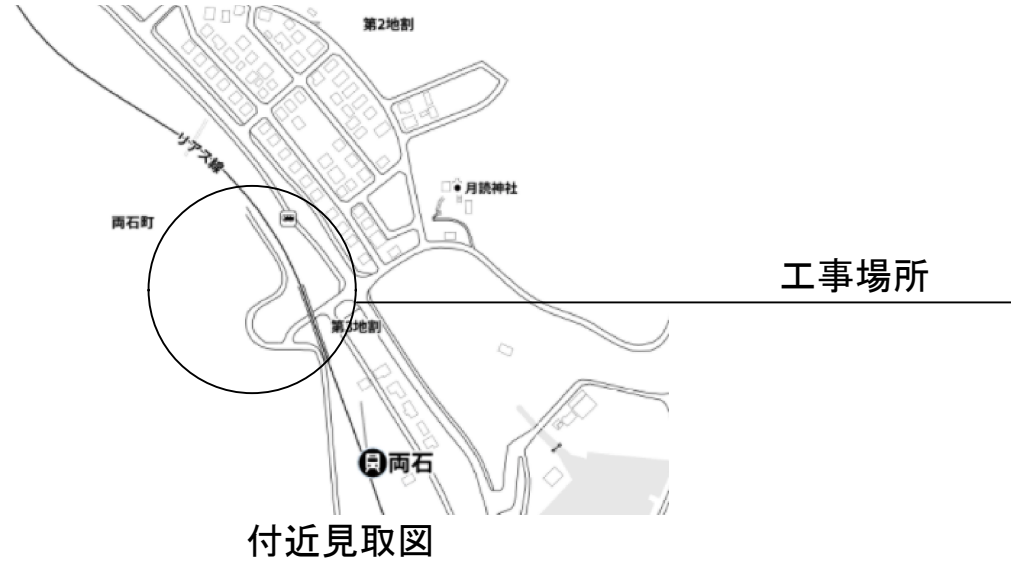 第2地割
リアス線
月読神社
両石町
工事場所
第3地割
両石
付近見取図